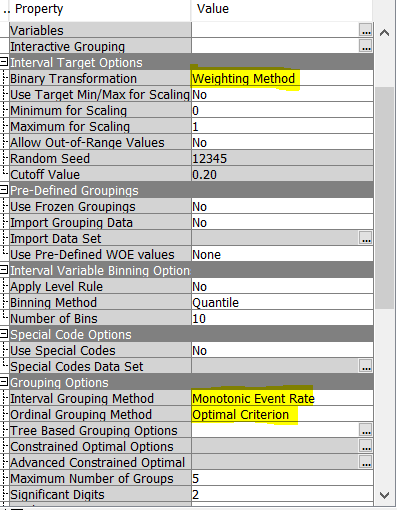 .. Property Value
Variables ...
Interactive Grouping ...
Interval Target Options
Binary Transformation Weighting Method
Use Target Min/Max for Scaling No
Minimum for Scaling 0
Maximum for Scaling 1
Allow Out-of-Range Values No
Random Seed 12345
Cutoff Value 0.20
Pre-Defined Groupings
Use Frozen Groupings No
Import Grouping Data No
Import Data Set ...
Use Pre-Defined WOE values None
Interval Variable Binning Option
Apply Level Rule No
Binning Method Quantile
Number of Bins 10
Special Code Options
Use Special Codes No
Special Codes Data Set ...
Grouping Options
Interval Grouping Method Monotonic Event Rate
Ordinal Grouping Method Optimal Criterion
Tree Based Grouping Options ...
Constrained Optimal Options ...
Advanced Constrained Optimal ...
Maximum Number of Groups 5
Significant Digits 2